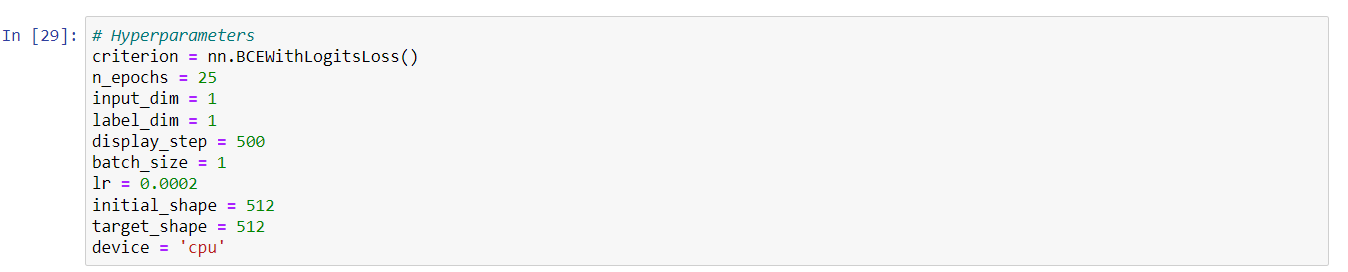 In [29]: # Hyperparameters
criterion = nn.BCEWithLogitsLoss()
n_epochs = 25
input_dim = 1
label_dim = 1
display_step = 500
batch_size = 1
lr = 0.0002
initial_shape = 512
target_shape = 512
device = 'cpu'